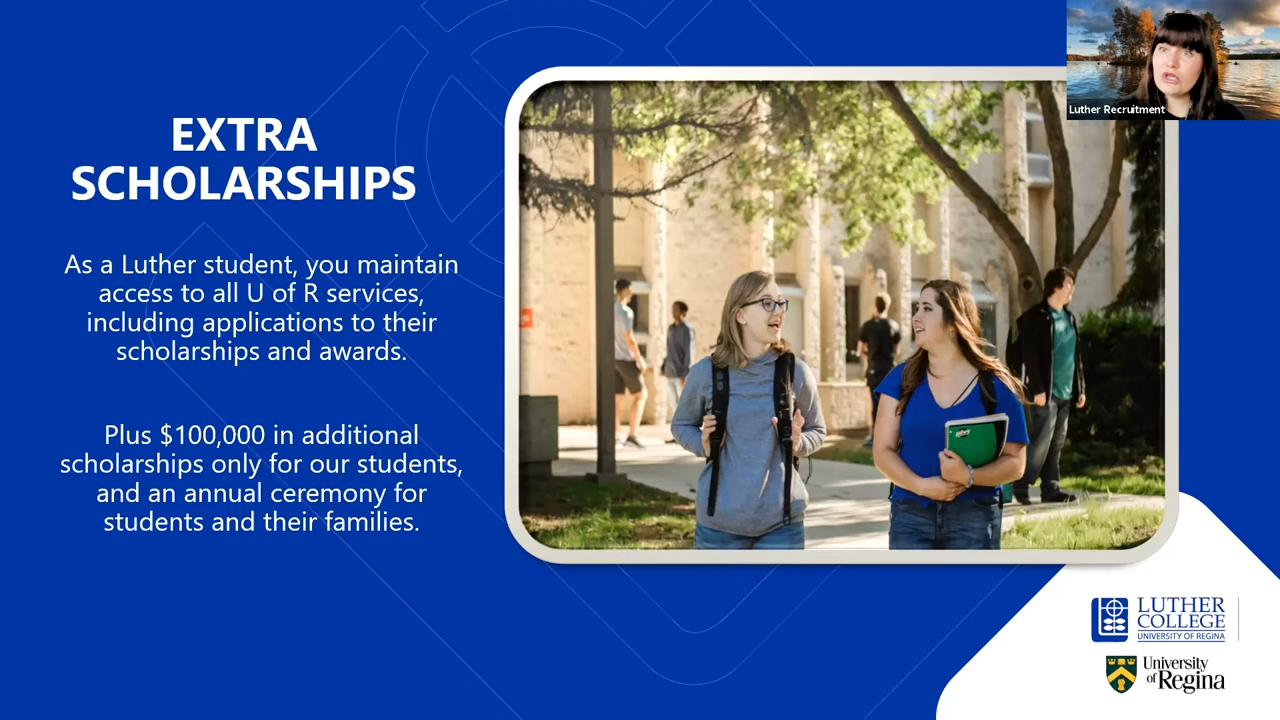 EXTRA
SCHOLARSHIPS
As a Luther student, you maintain
access to all U of R services,
including applications to their
scholarships and awards.
Plus $100,000 in additional
scholarships only for our students,
and an annual ceremony for
students and their families.
Luther Recruitment
LUTHER
COLLEGE
UNIVERSITY OF REGINA
University
of Regina